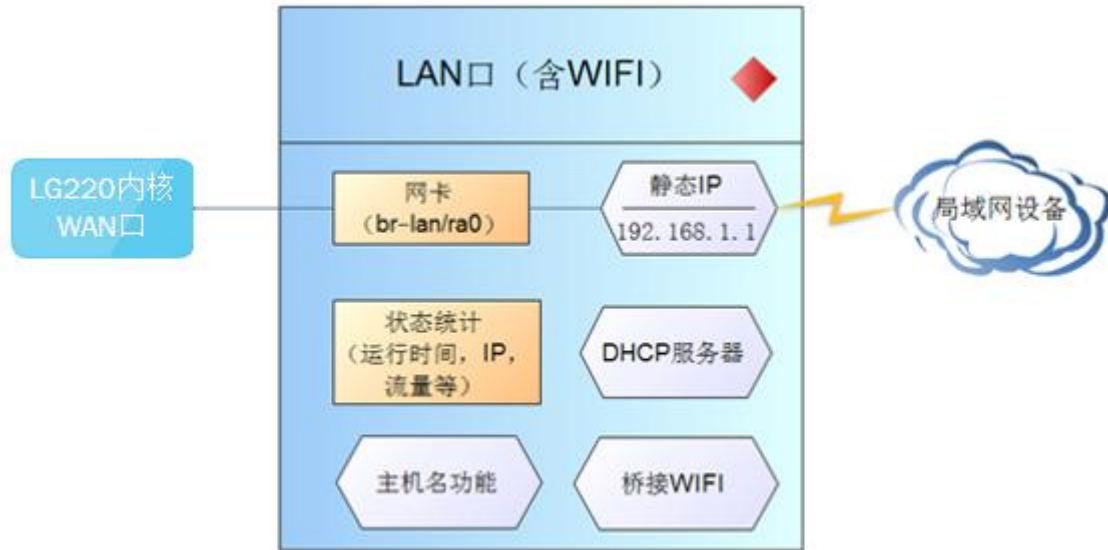 LAN口（含WIFI）
LG220内核
WAN口
网卡
（br-lan/ra0）
静态IP
192.168.1.1
局域网设备
状态统计
（运行时间，IP，
流量等）
DHCP服务器
主机名功能
桥接WIFI